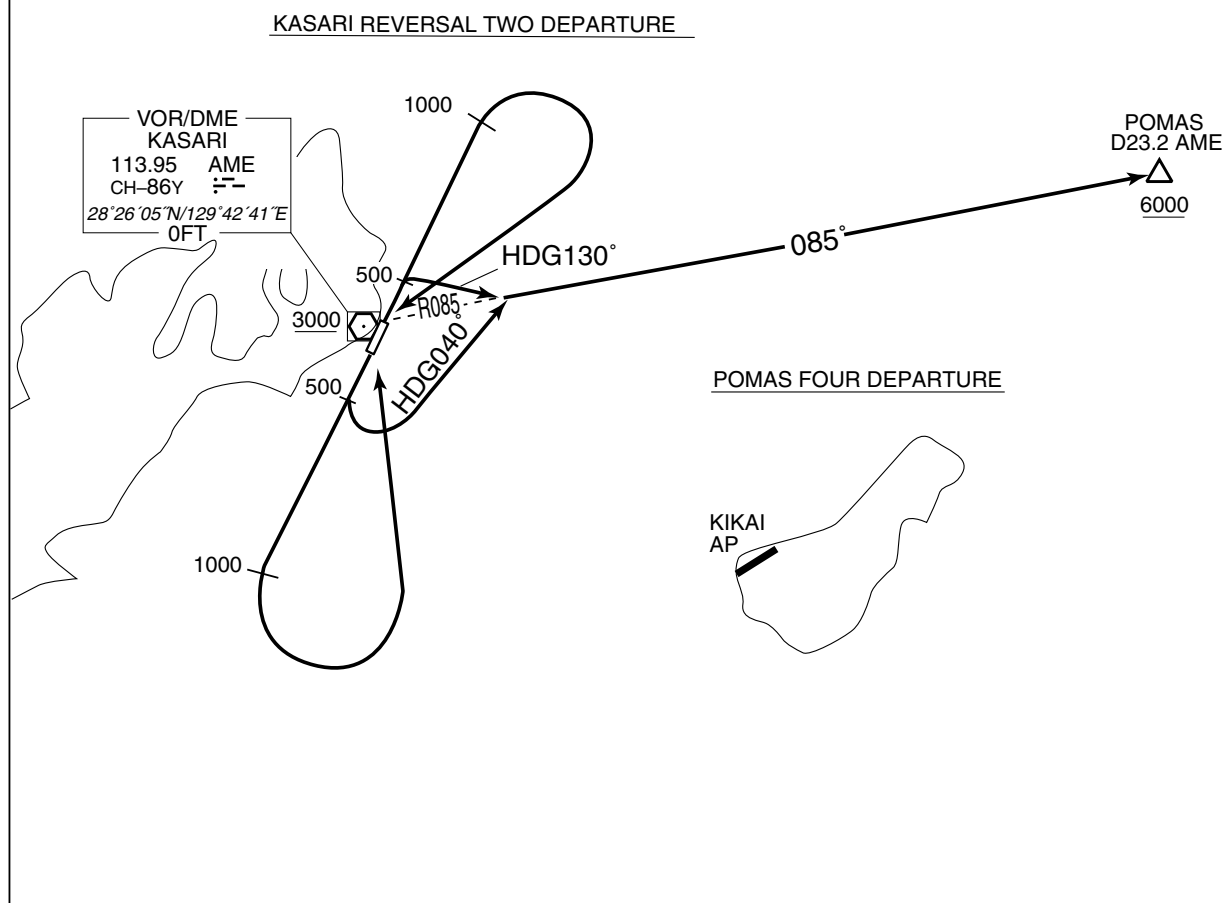 KASARI REVERSAL TWO DEPARTURE
VOR/DME
KASARI
113.95 AME
CH–86Y
28°26´05˝N/129°42´41˝E
0FT
1000
POMAS
D23.2 AME
6000
085°
HDG130°
500
R085
3000
HDG040°
500
POMAS FOUR DEPARTURE
KIKAI
AP
1000